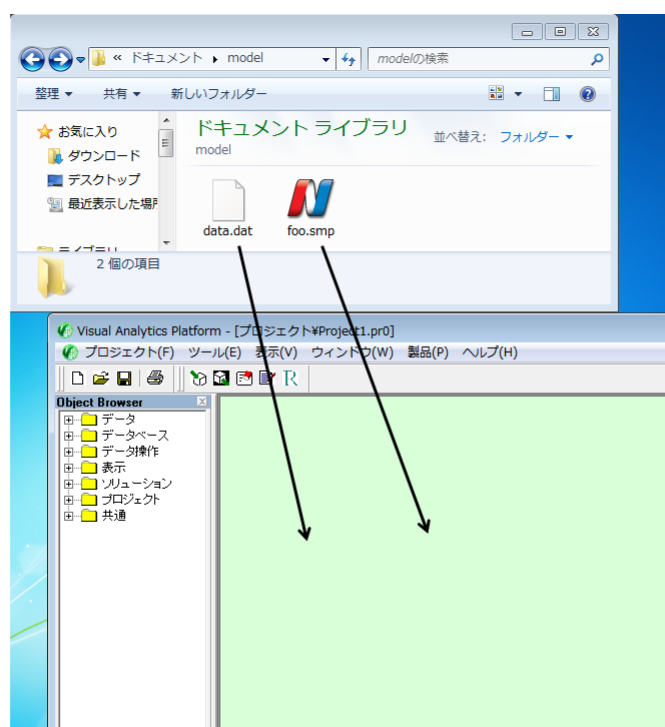 « ドキュメント ▸ model
modelの検索
整理 ▼ 共有 ▼ 新しいフォルダー
お気に入り
ダウンロード
デスクトップ
最近表示した場所
ライブラリ
ドキュメント ライブラリ
model
並べ替え: フォルダー ▼
data.dat foo.smp
2 個の項目
Visual Analytics Platform - [プロジェクト¥Project1.pr0]
プロジェクト(F) ツール(E) 表示(V) ウィンドウ(W) 製品(P) ヘルプ(H)
R
Object Browser
データ
データベース
データ操作
表示
ソリューション
プロジェクト
共通